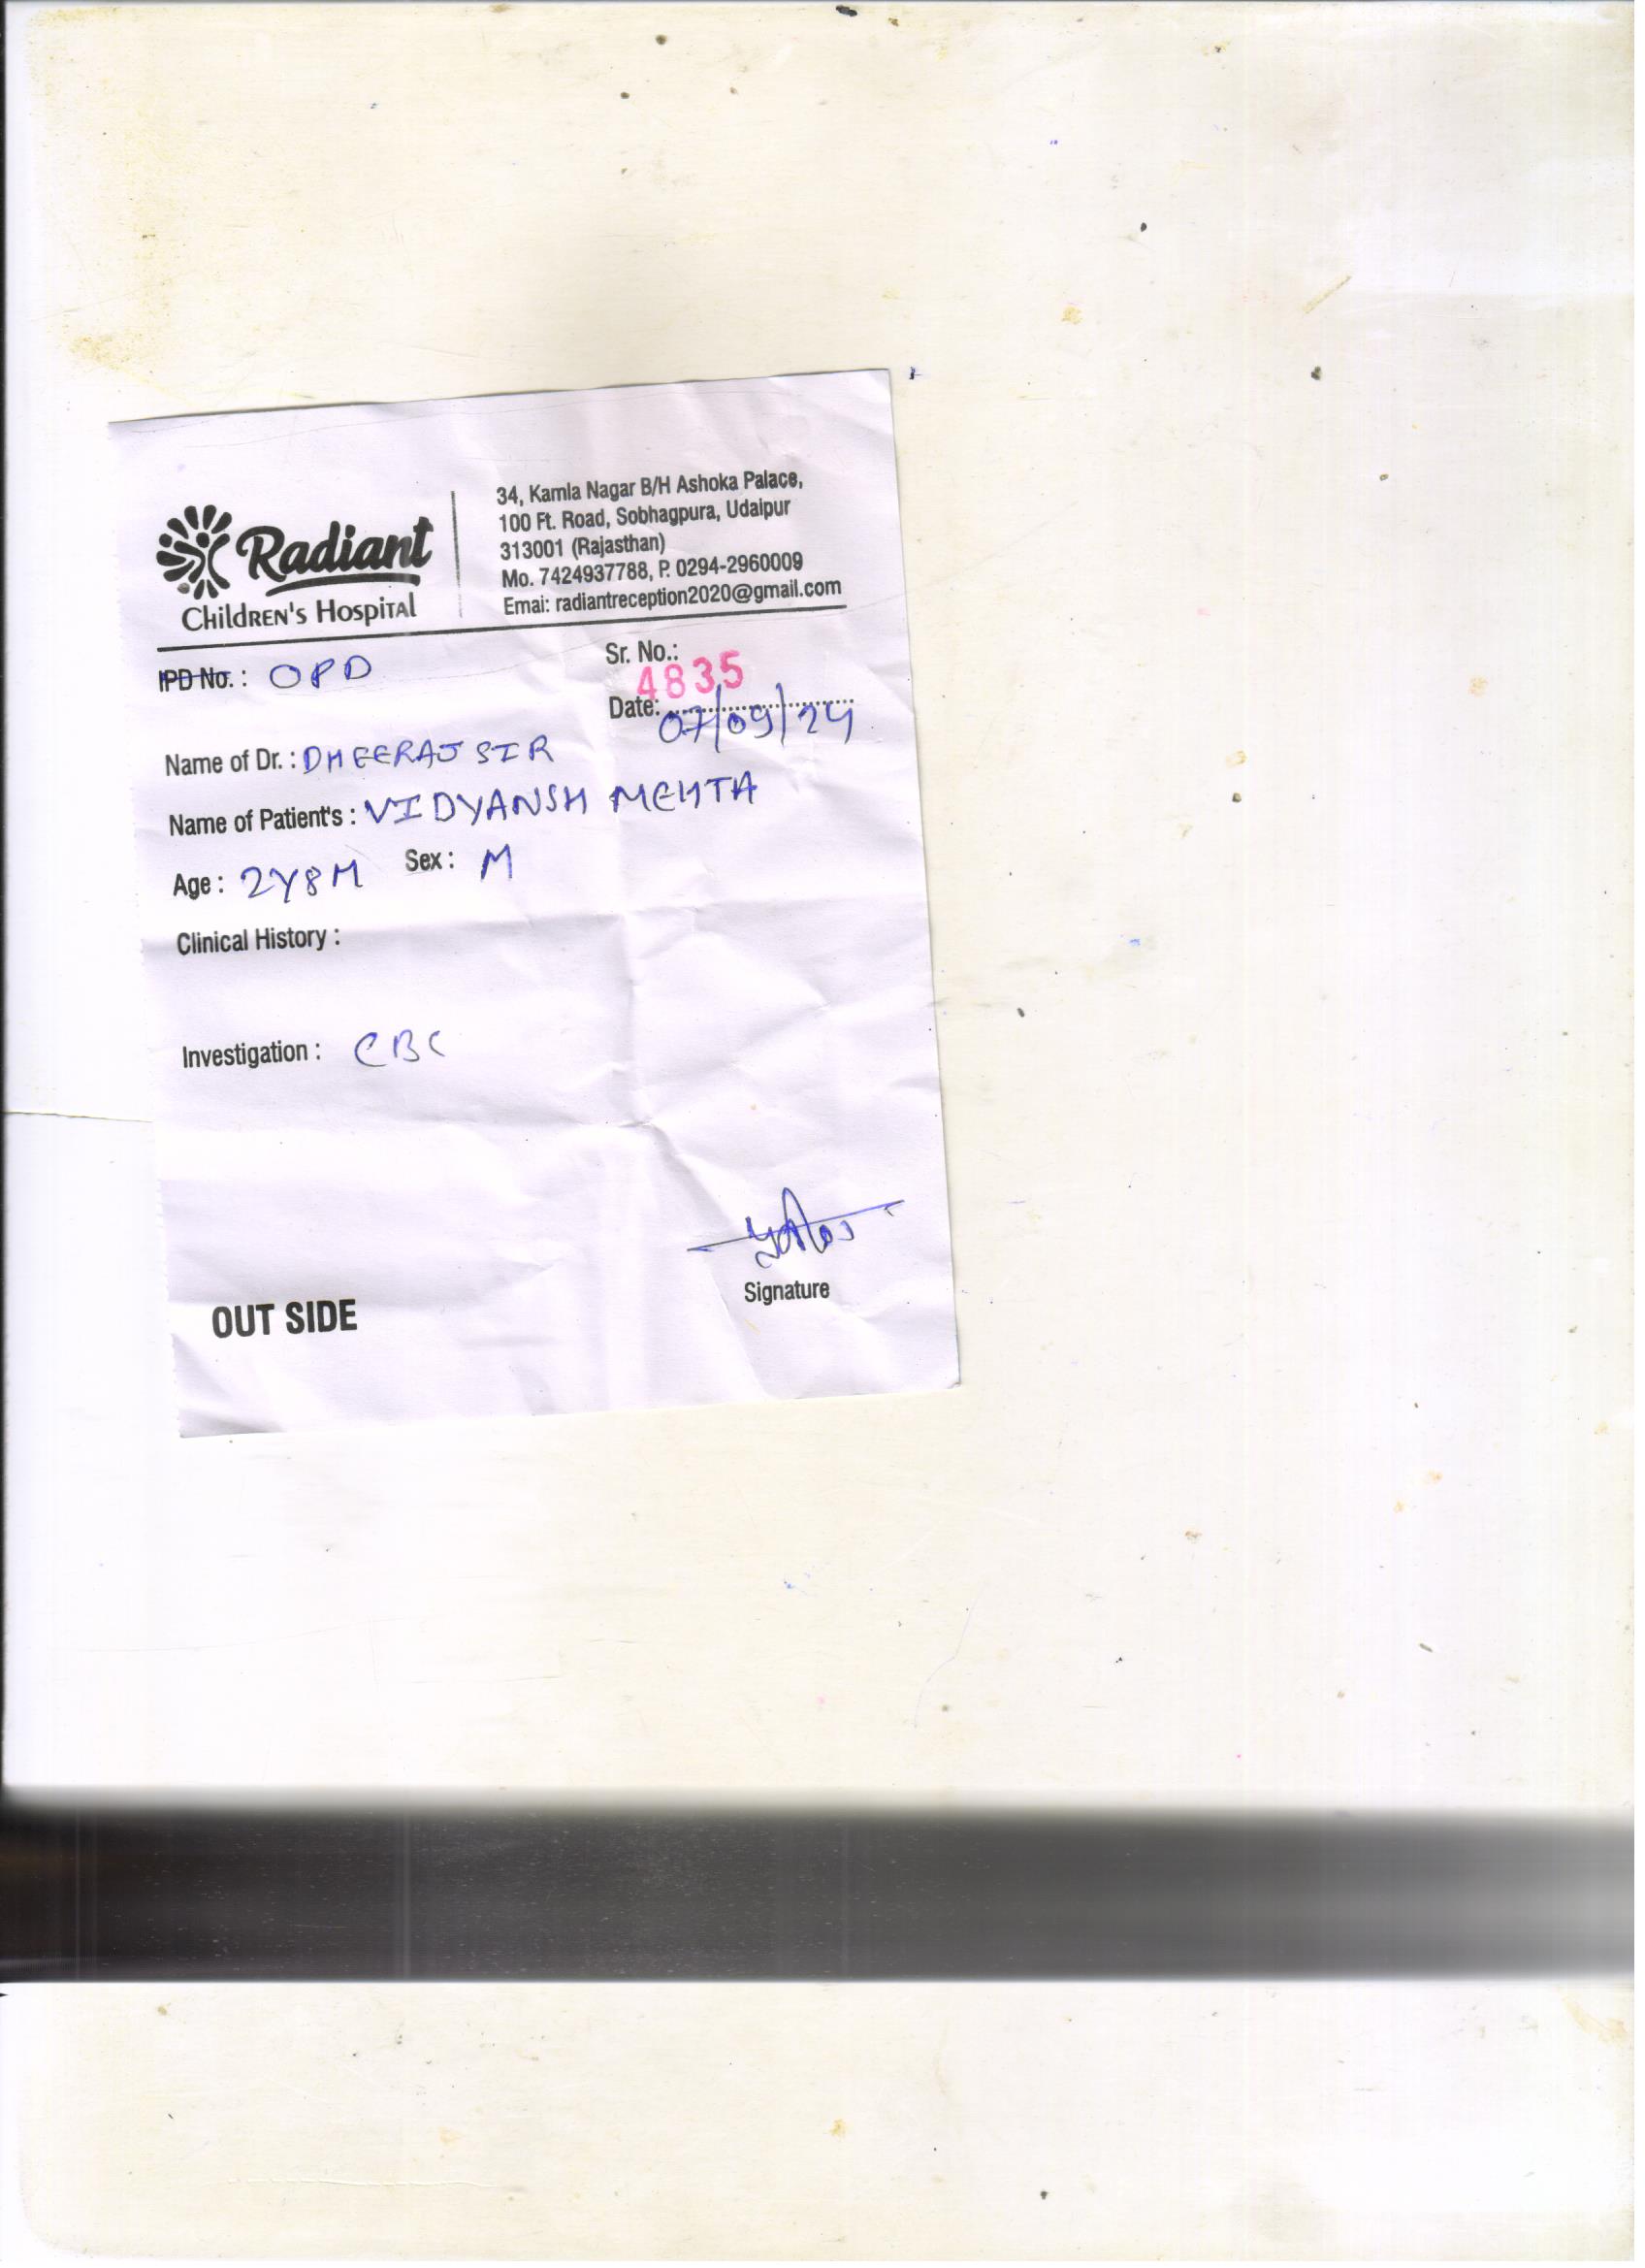 Radiant
Children's Hospital
34, Kamla Nagar B/H Ashoka Palace,
100 Ft. Road, Sobhagpura, Udaipur
313001 (Rajasthan)
Mo. 7424937788, P. 0294-2960009
Emai: radiantreception2020@gmail.com
IPD No. : OPD
Sr. No.:
4835
Date: 07/09/24
Name of Dr. : DHEERAJ SIR
Name of Patient's : VIDYANSH MEHTA
Age : 2Y8M Sex : M
Clinical History :
Investigation : CBC
Signature
OUT SIDE